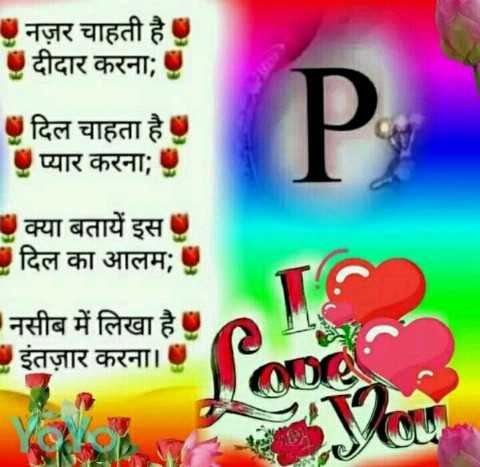 नज़र चाहती है
दीदार करना;
दिल चाहता है
प्यार करना;
क्या बतायें इस
दिल का आलम;
नसीब में लिखा है
इंतज़ार करना।
P
I
Love
You
YoYo